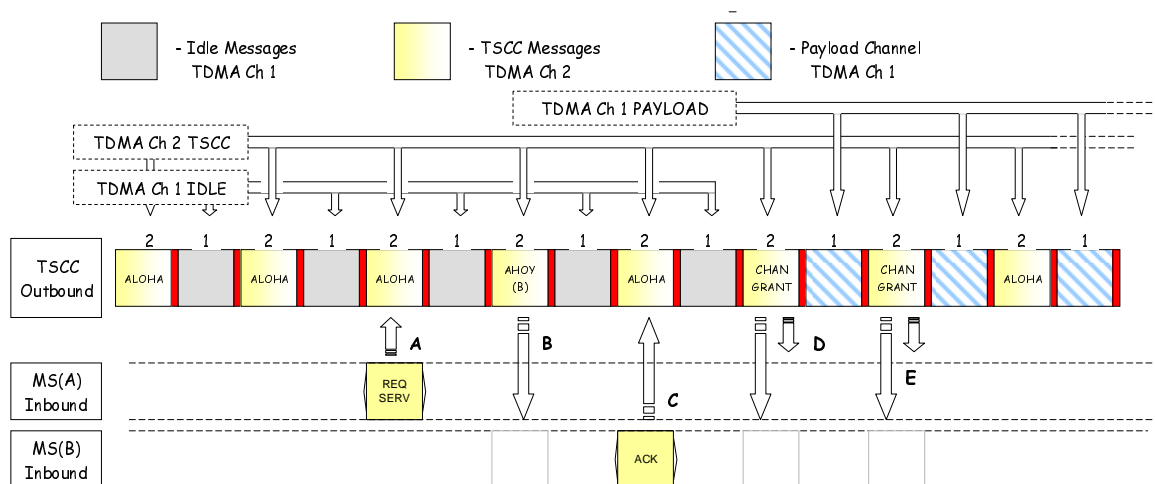 - Idle Messages
TDMA Ch 1
- TSCC Messages
TDMA Ch 2
- Payload Channel
TDMA Ch 1
TDMA Ch 1 PAYLOAD
TDMA Ch 2 TSCC
TDMA Ch 1 IDLE
2 1 2 1 2 1 2 1 2 1 2 1 2 1 2 1
TSCC
Outbound
ALOHA
ALOHA
ALOHA
AHOY
(B)
ALOHA
CHAN
GRANT
CHAN
GRANT
ALOHA
A
B
C
D
E
MS(A)
Inbound
REQ
SERV
MS(B)
Inbound
ACK